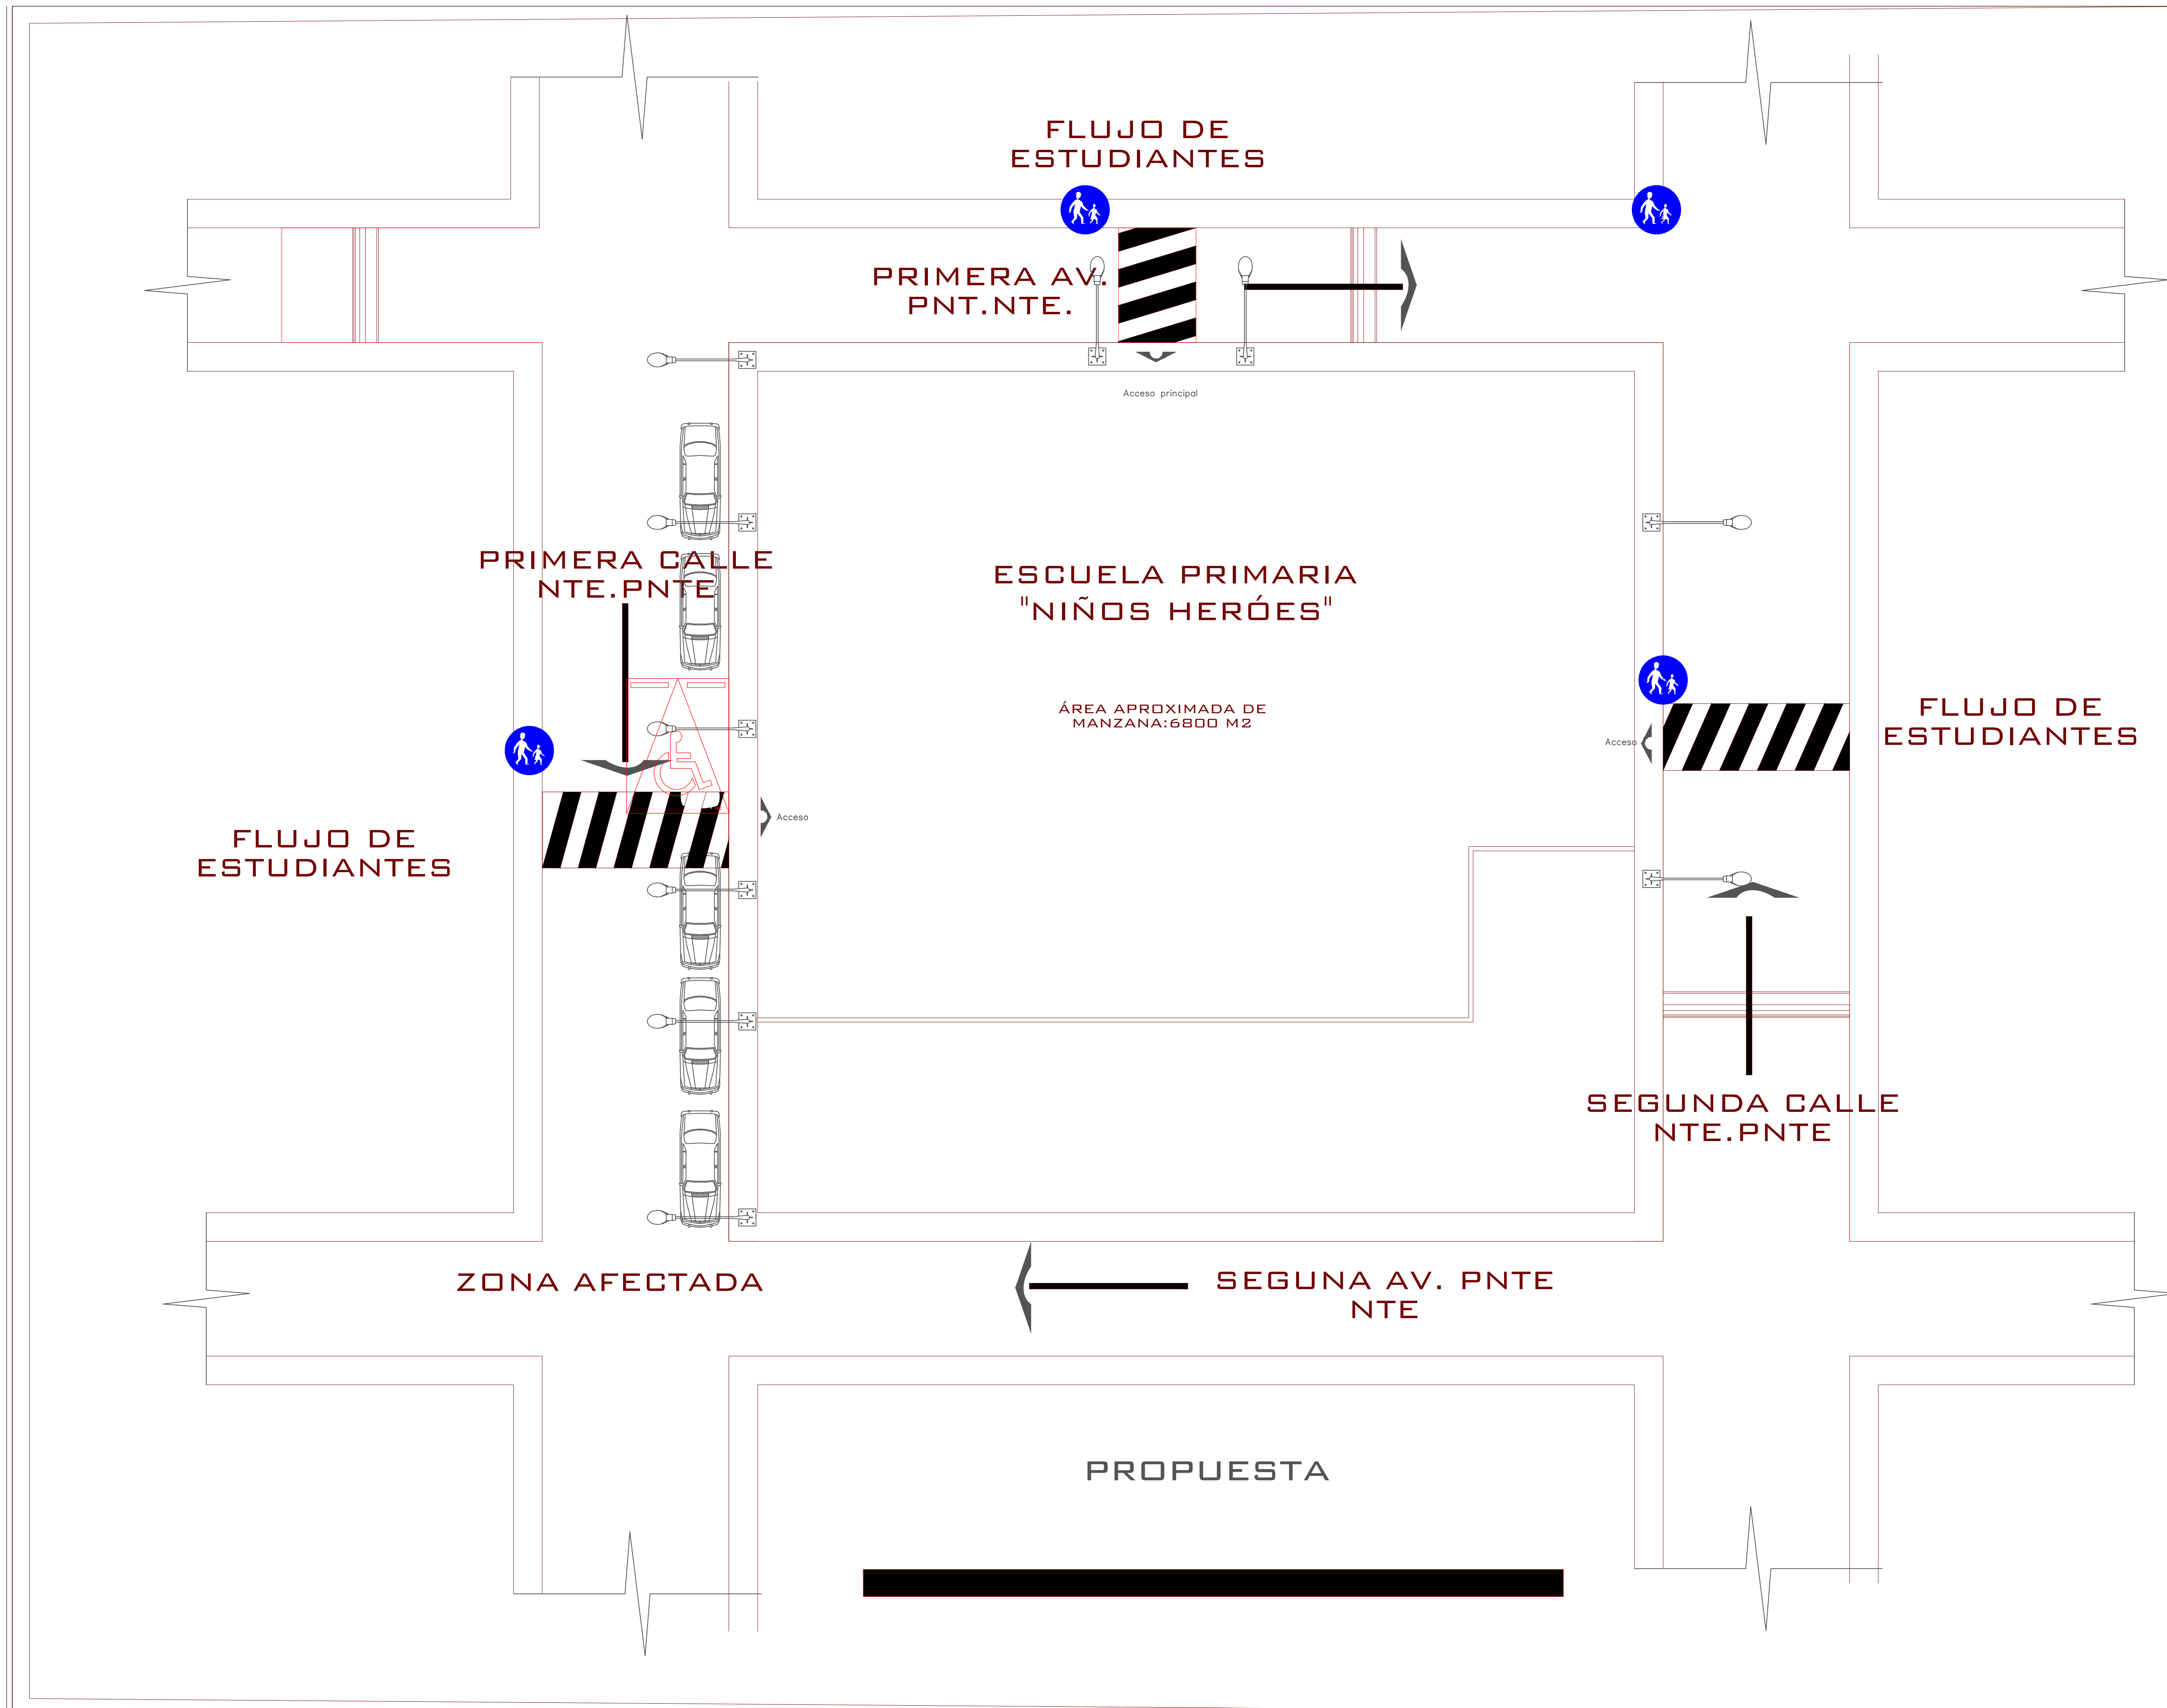 FLUJO DE
ESTUDIANTES
PRIMERA AV.
PNT.NTE.
Acceso principal
PRIMERA CALLE
NTE.PNTE
ESCUELA PRIMARIA
"NIÑOS HERÓES"
ÁREA APROXIMADA DE
MANZANA:6800 M2
Acceso
FLUJO DE
ESTUDIANTES
Acceso
FLUJO DE
ESTUDIANTES
SEGUNDA CALLE
NTE.PNTE
ZONA AFECTADA
SEGUNA AV. PNTE
NTE
PROPUESTA